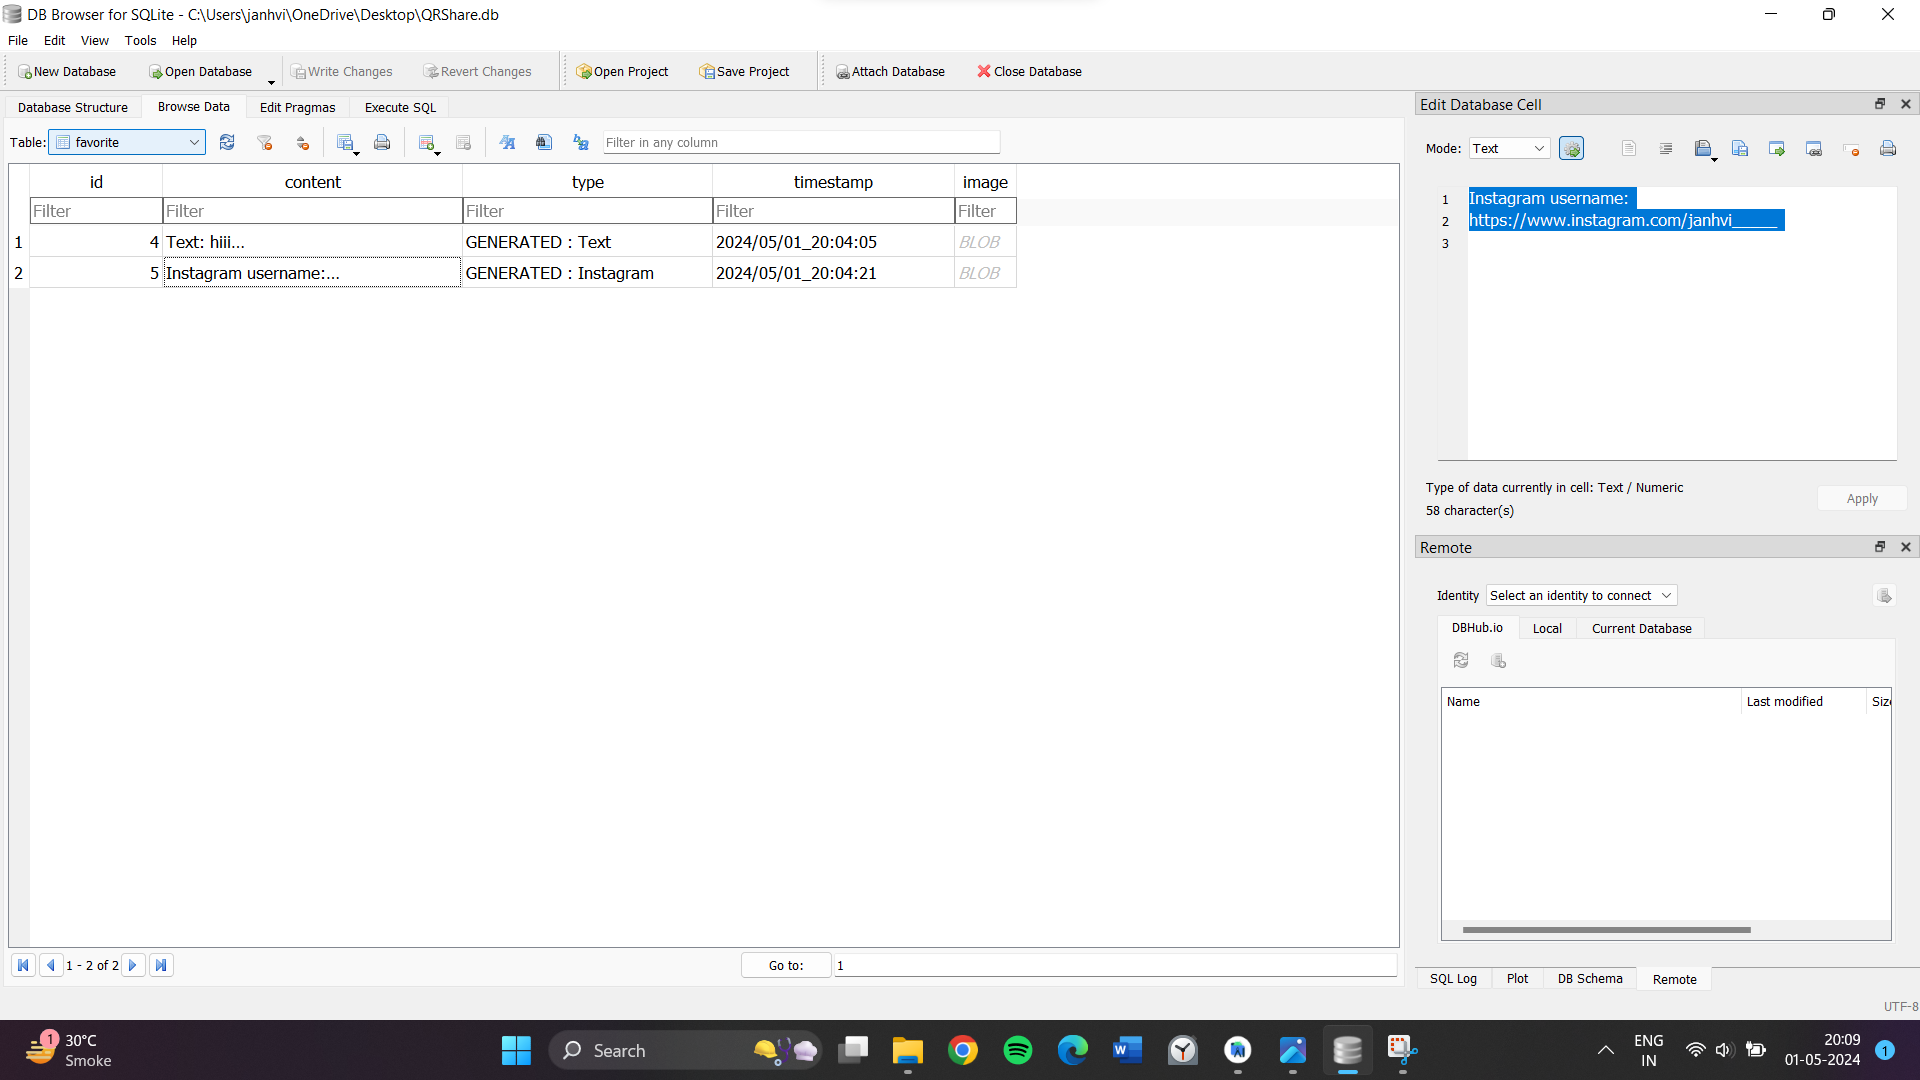 DB Browser for SQLite - C:\Users\janhvi\OneDrive\Desktop\QRShare.db
File Edit View Tools Help
New Database Open Database Write Changes Revert Changes Open Project Save Project Attach Database Close Database
Database Structure Browse Data Edit Pragmas Execute SQL
Table: favorite Filter in any column
id content type timestamp image
Filter Filter Filter Filter Filter
1 4 Text: hiii... GENERATED : Text 2024/05/01_20:04:05 BLOB
2 5 Instagram username:... GENERATED : Instagram 2024/05/01_20:04:21 BLOB
1 - 2 of 2 Go to: 1
Edit Database Cell
Mode: Text
1 Instagram username:
2 https://www.instagram.com/janhvi_____
3
Type of data currently in cell: Text / Numeric
58 character(s)
Apply
Remote
Identity Select an identity to connect
DBHub.io Local Current Database
Name Last modified Size
SQL Log Plot DB Schema Remote
UTF-8
1 30°C
Smoke
Search
ENG
IN
20:09
01-05-2024
1